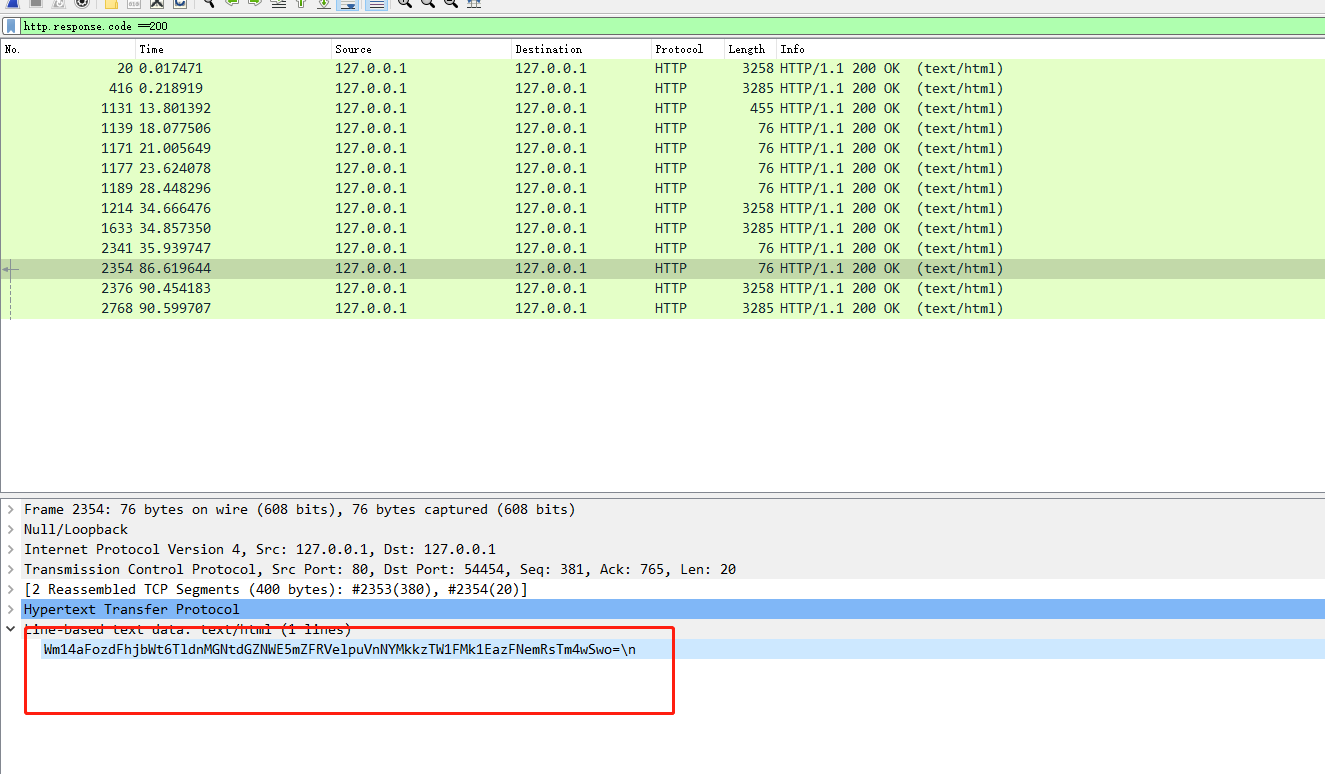 http.response.code ==200
No. Time Source Destination Protocol Length Info
20 0.017471 127.0.0.1 127.0.0.1 HTTP 3258 HTTP/1.1 200 OK (text/html)
416 0.218919 127.0.0.1 127.0.0.1 HTTP 3285 HTTP/1.1 200 OK (text/html)
1131 13.801392 127.0.0.1 127.0.0.1 HTTP 455 HTTP/1.1 200 OK (text/html)
1139 18.077506 127.0.0.1 127.0.0.1 HTTP 76 HTTP/1.1 200 OK (text/html)
1171 21.005649 127.0.0.1 127.0.0.1 HTTP 76 HTTP/1.1 200 OK (text/html)
1177 23.624078 127.0.0.1 127.0.0.1 HTTP 76 HTTP/1.1 200 OK (text/html)
1189 28.448296 127.0.0.1 127.0.0.1 HTTP 76 HTTP/1.1 200 OK (text/html)
1214 34.666476 127.0.0.1 127.0.0.1 HTTP 3258 HTTP/1.1 200 OK (text/html)
1633 34.857350 127.0.0.1 127.0.0.1 HTTP 3285 HTTP/1.1 200 OK (text/html)
2341 35.939747 127.0.0.1 127.0.0.1 HTTP 76 HTTP/1.1 200 OK (text/html)
2354 86.619644 127.0.0.1 127.0.0.1 HTTP 76 HTTP/1.1 200 OK (text/html)
2376 90.454183 127.0.0.1 127.0.0.1 HTTP 3258 HTTP/1.1 200 OK (text/html)
2768 90.599707 127.0.0.1 127.0.0.1 HTTP 3285 HTTP/1.1 200 OK (text/html)
Frame 2354: 76 bytes on wire (608 bits), 76 bytes captured (608 bits)
Null/Loopback
Internet Protocol Version 4, Src: 127.0.0.1, Dst: 127.0.0.1
Transmission Control Protocol, Src Port: 80, Dst Port: 54454, Seq: 381, Ack: 765, Len: 20
[2 Reassembled TCP Segments (400 bytes): #2353(380), #2354(20)]
Hypertext Transfer Protocol
Line-based text data: text/html (1 lines)
Wm14aFozdFhjbWt6TldnMGNtdGZNWE5mZFRVelpuVnNYMkkzTW1FMk1EazFNemRsTm4wSwo=\n